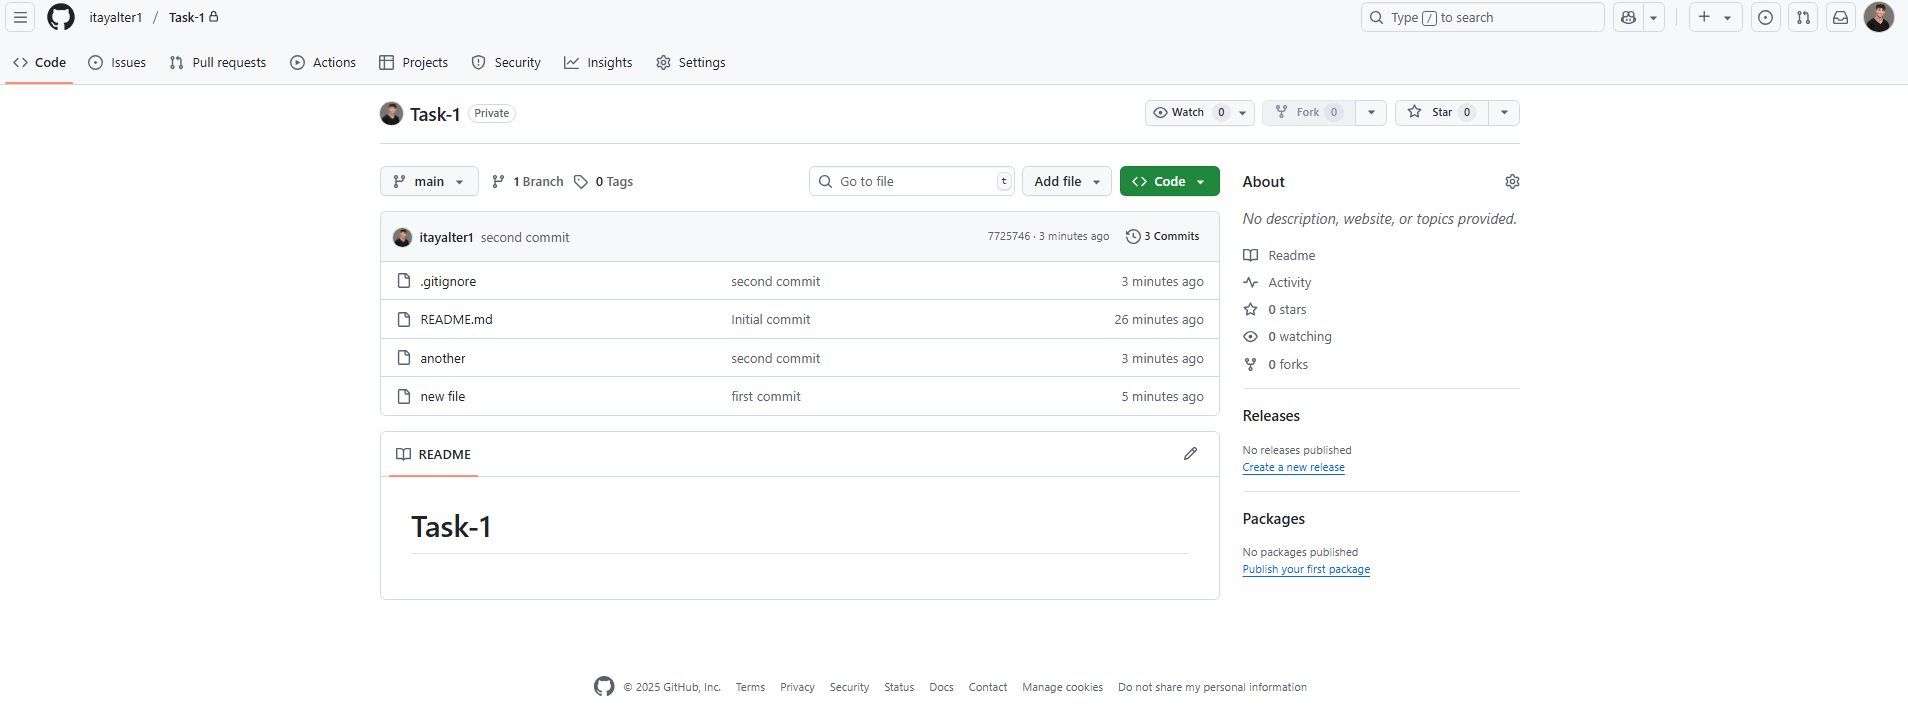 itayalter1 / Task-1
Type / to search
Code Issues Pull requests Actions Projects Security Insights Settings
Task-1 Private
Watch 0 Fork 0 Star 0
main 1 Branch 0 Tags
Go to file t Add file Code
itayalter1 second commit 7725746 · 3 minutes ago 3 Commits
.gitignore second commit 3 minutes ago
README.md Initial commit 26 minutes ago
another second commit 3 minutes ago
new file first commit 5 minutes ago
README
Task-1
About
No description, website, or topics provided.
Readme
Activity
0 stars
0 watching
0 forks
Releases
No releases published
Create a new release
Packages
No packages published
Publish your first package
© 2025 GitHub, Inc. Terms Privacy Security Status Docs Contact Manage cookies Do not share my personal information